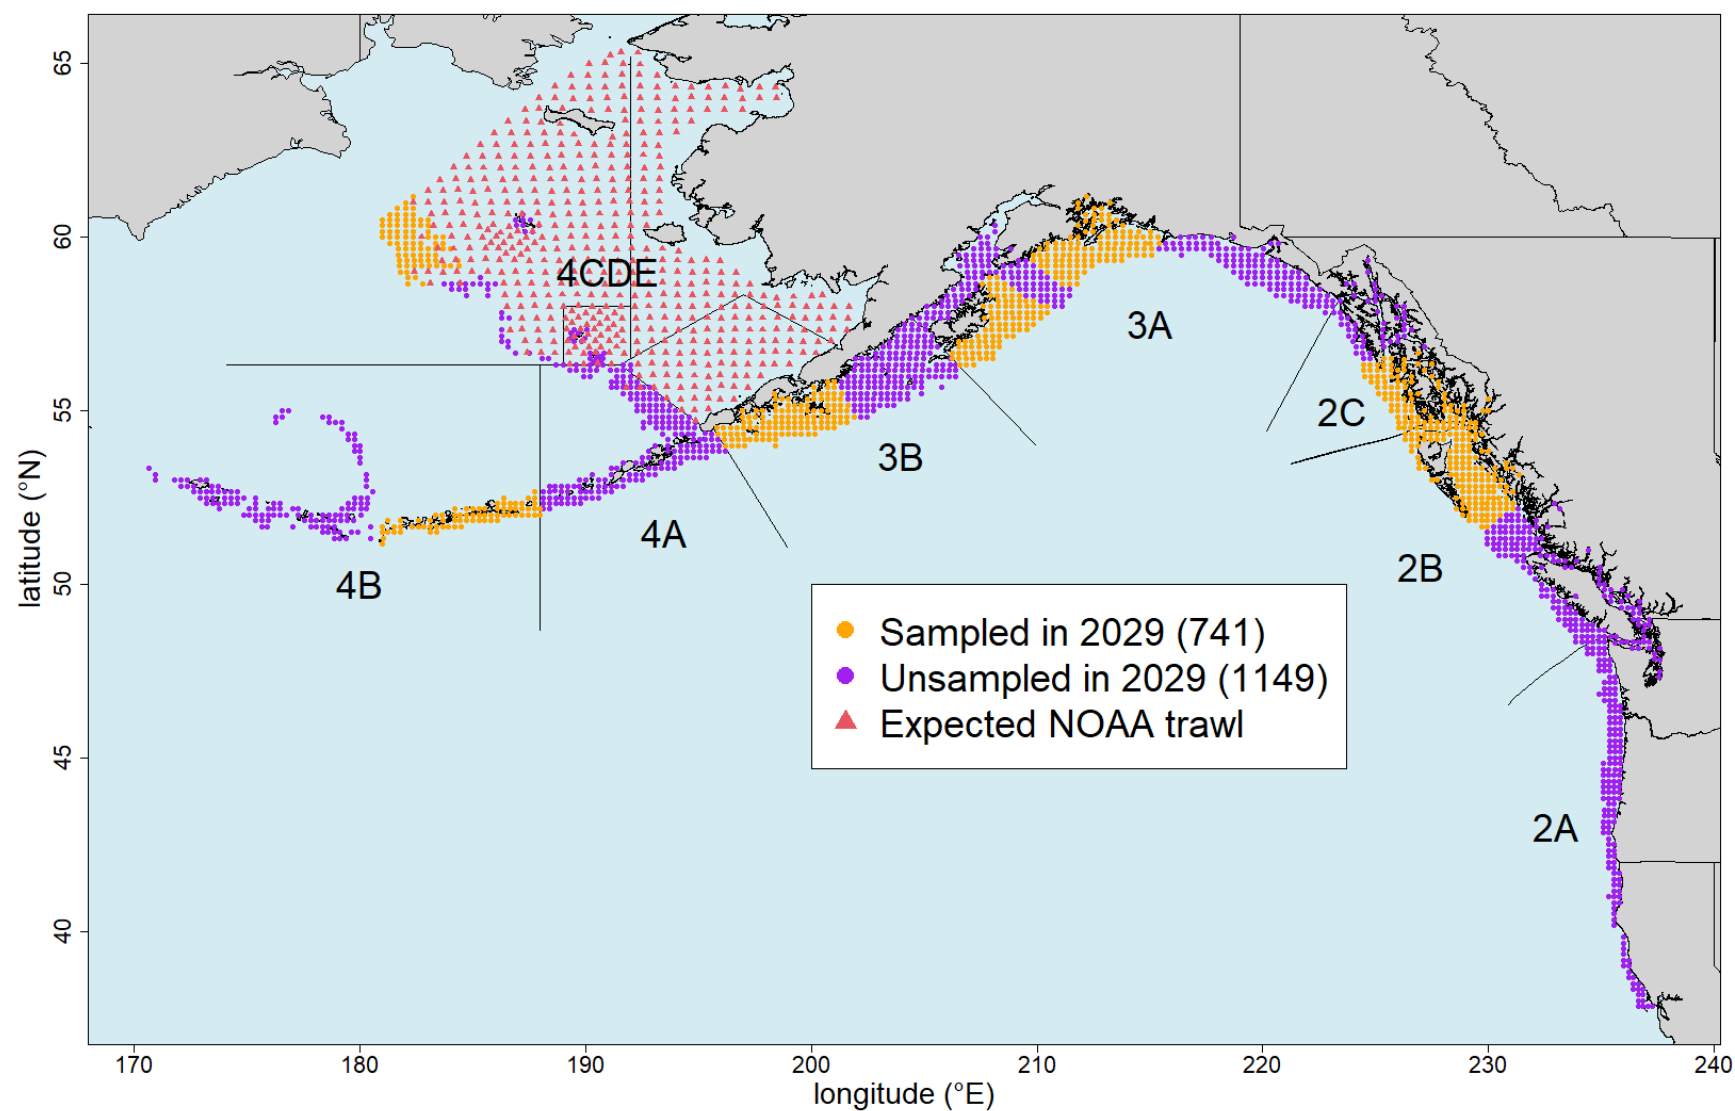 65
60
55
50
45
40
latitude (°N)
4CDE
3A
2C
3B
4A
2B
4B
2A
Sampled in 2029 (741)
Unsampled in 2029 (1149)
Expected NOAA trawl
170
180
190
200
210
220
230
240
longitude (°E)